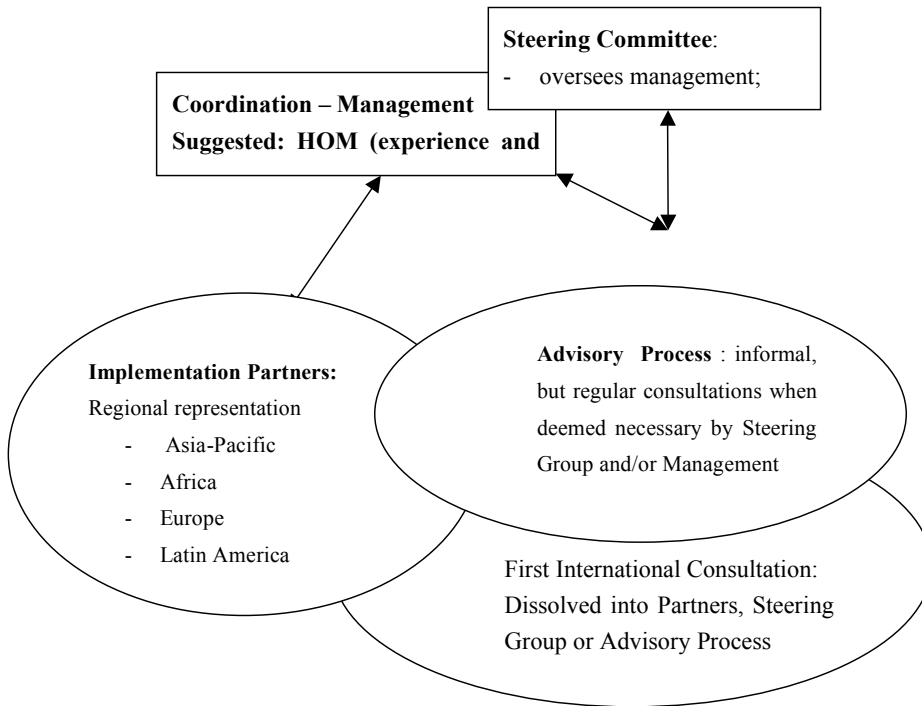 Steering Committee:
- oversees management;
Coordination – Management
Suggested: HOM (experience and
Implementation Partners:
Regional representation
- Asia-Pacific
- Africa
- Europe
- Latin America
Advisory Process : informal,
but regular consultations when
deemed necessary by Steering
Group and/or Management
First International Consultation:
Dissolved into Partners, Steering
Group or Advisory Process